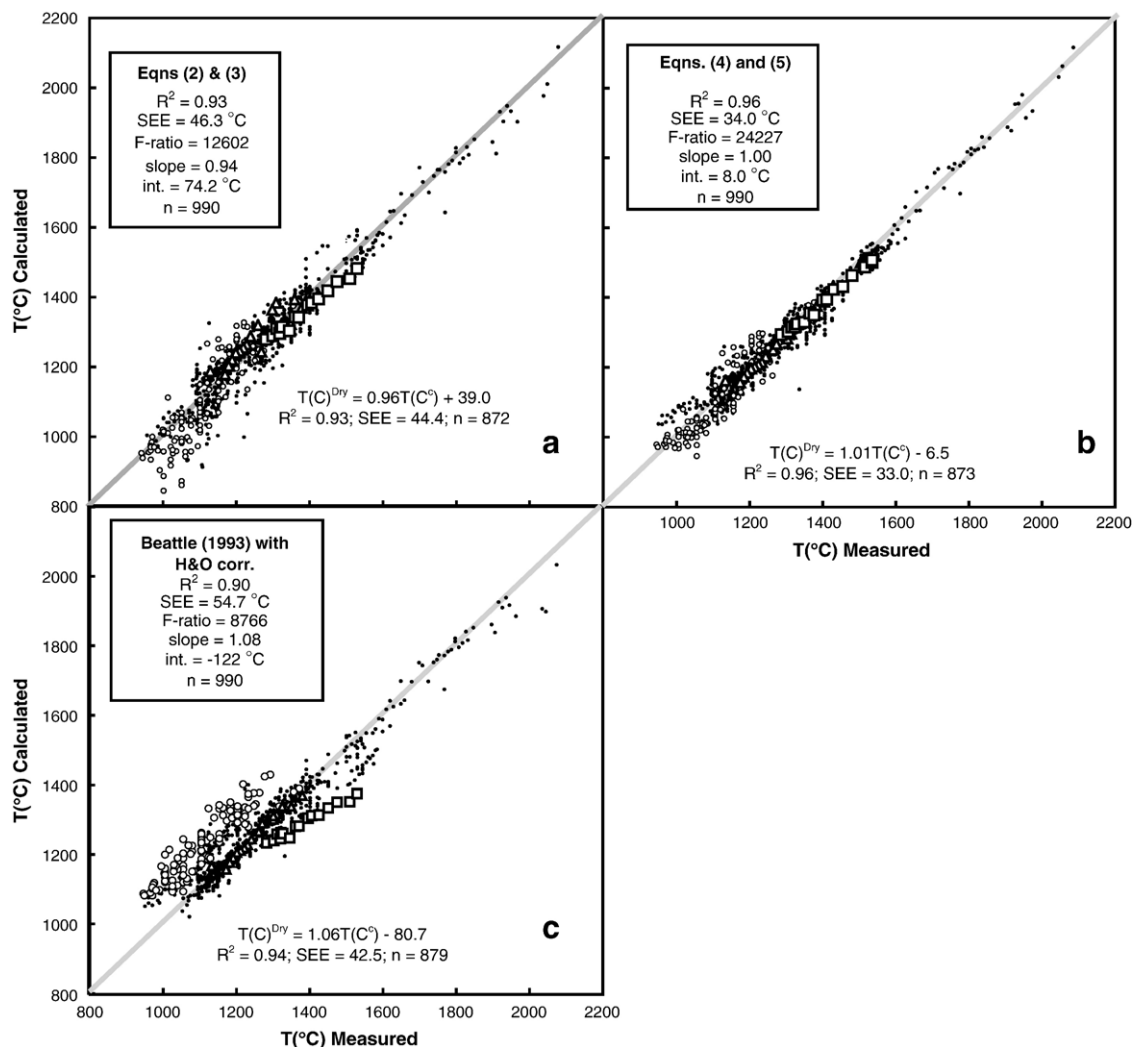 2200
2000
1800
1600
1400
1200
1000
800
T(°C) Calculated
Eqns (2) & (3)
R² = 0.93
SEE = 46.3 °C
F-ratio = 12602
slope = 0.94
int. = 74.2 °C
n = 990
T(C)ᴰʳʸ = 0.96T(Cᶜ) + 39.0
R² = 0.93; SEE = 44.4; n = 872
a
Eqns. (4) and (5)
R² = 0.96
SEE = 34.0 °C
F-ratio = 24227
slope = 1.00
int. = 8.0 °C
n = 990
T(C)ᴰʳʸ = 1.01T(Cᶜ) - 6.5
R² = 0.96; SEE = 33.0; n = 873
b
1000 1200 1400 1600 1800 2000 2200
T(°C) Measured
2000
1800
1600
1400
1200
1000
800
T(°C) Calculated
Beattle (1993) with
H&O corr.
R² = 0.90
SEE = 54.7 °C
F-ratio = 8766
slope = 1.08
int. = -122 °C
n = 990
T(C)ᴰʳʸ = 1.06T(Cᶜ) - 80.7
R² = 0.94; SEE = 42.5; n = 879
c
800 1000 1200 1400 1600 1800 2000 2200
T(°C) Measured